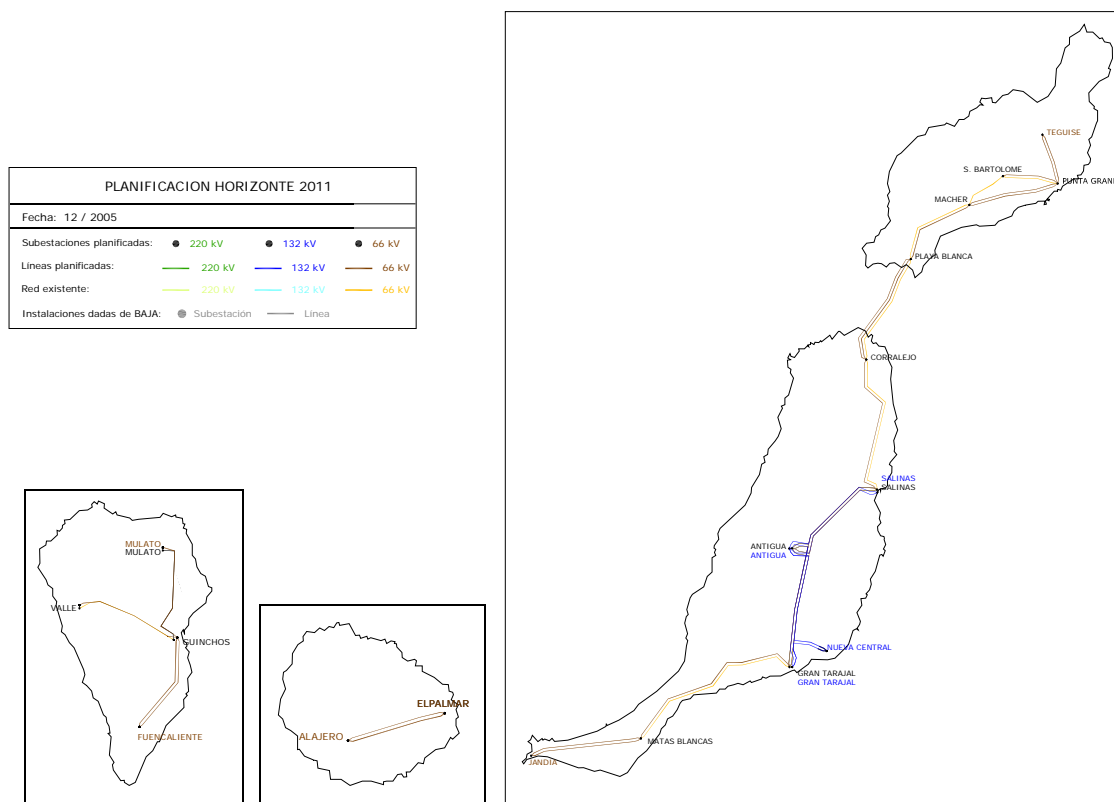 PLANIFICACION HORIZONTE 2011
Fecha: 12 / 2005
Subestaciones planificadas: 220 kV 132 kV 66 kV
Líneas planificadas: 220 kV 132 kV 66 kV
Red existente: 220 kV 132 kV 66 kV
Instalaciones dadas de BAJA: Subestación Línea
TEGUISE
S. BARTOLOME
PUNTA GRAN
MACHER
PLAYA BLANCA
CORRALEJO
SALINAS
SALINAS
ANTIGUA
ANTIGUA
NUEVA CENTRAL
GRAN TARAJAL
GRAN TARAJAL
MATAS BLANCAS
JANDIA
MULATO
MULATO
VALLE
GUINCHOS
FUENCALIENTE
ELPALMAR
ALAJERO